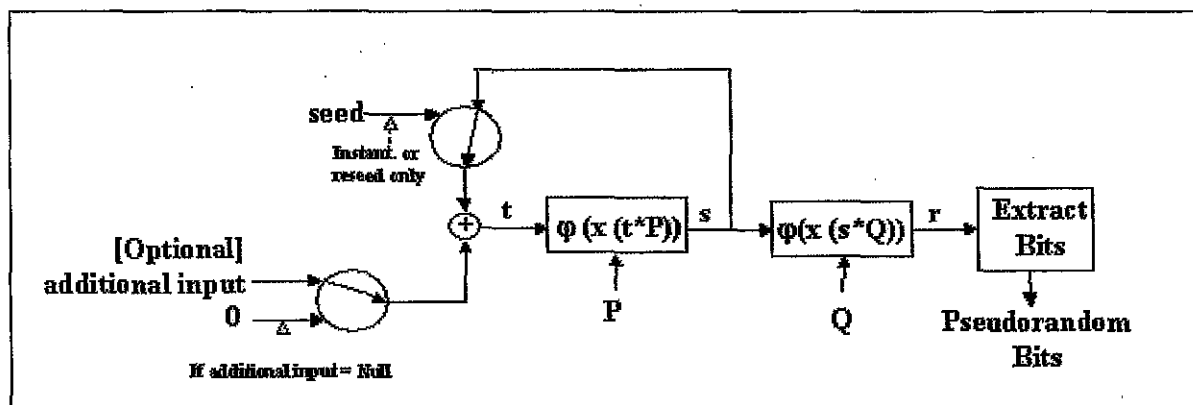 seed
Instant. or
reseed only
[Optional]
additional input
0
If additional input = Null
+
t
φ (x (t*P))
P
s
φ(x (s*Q))
Q
r
Extract
Bits
Pseudorandom
Bits